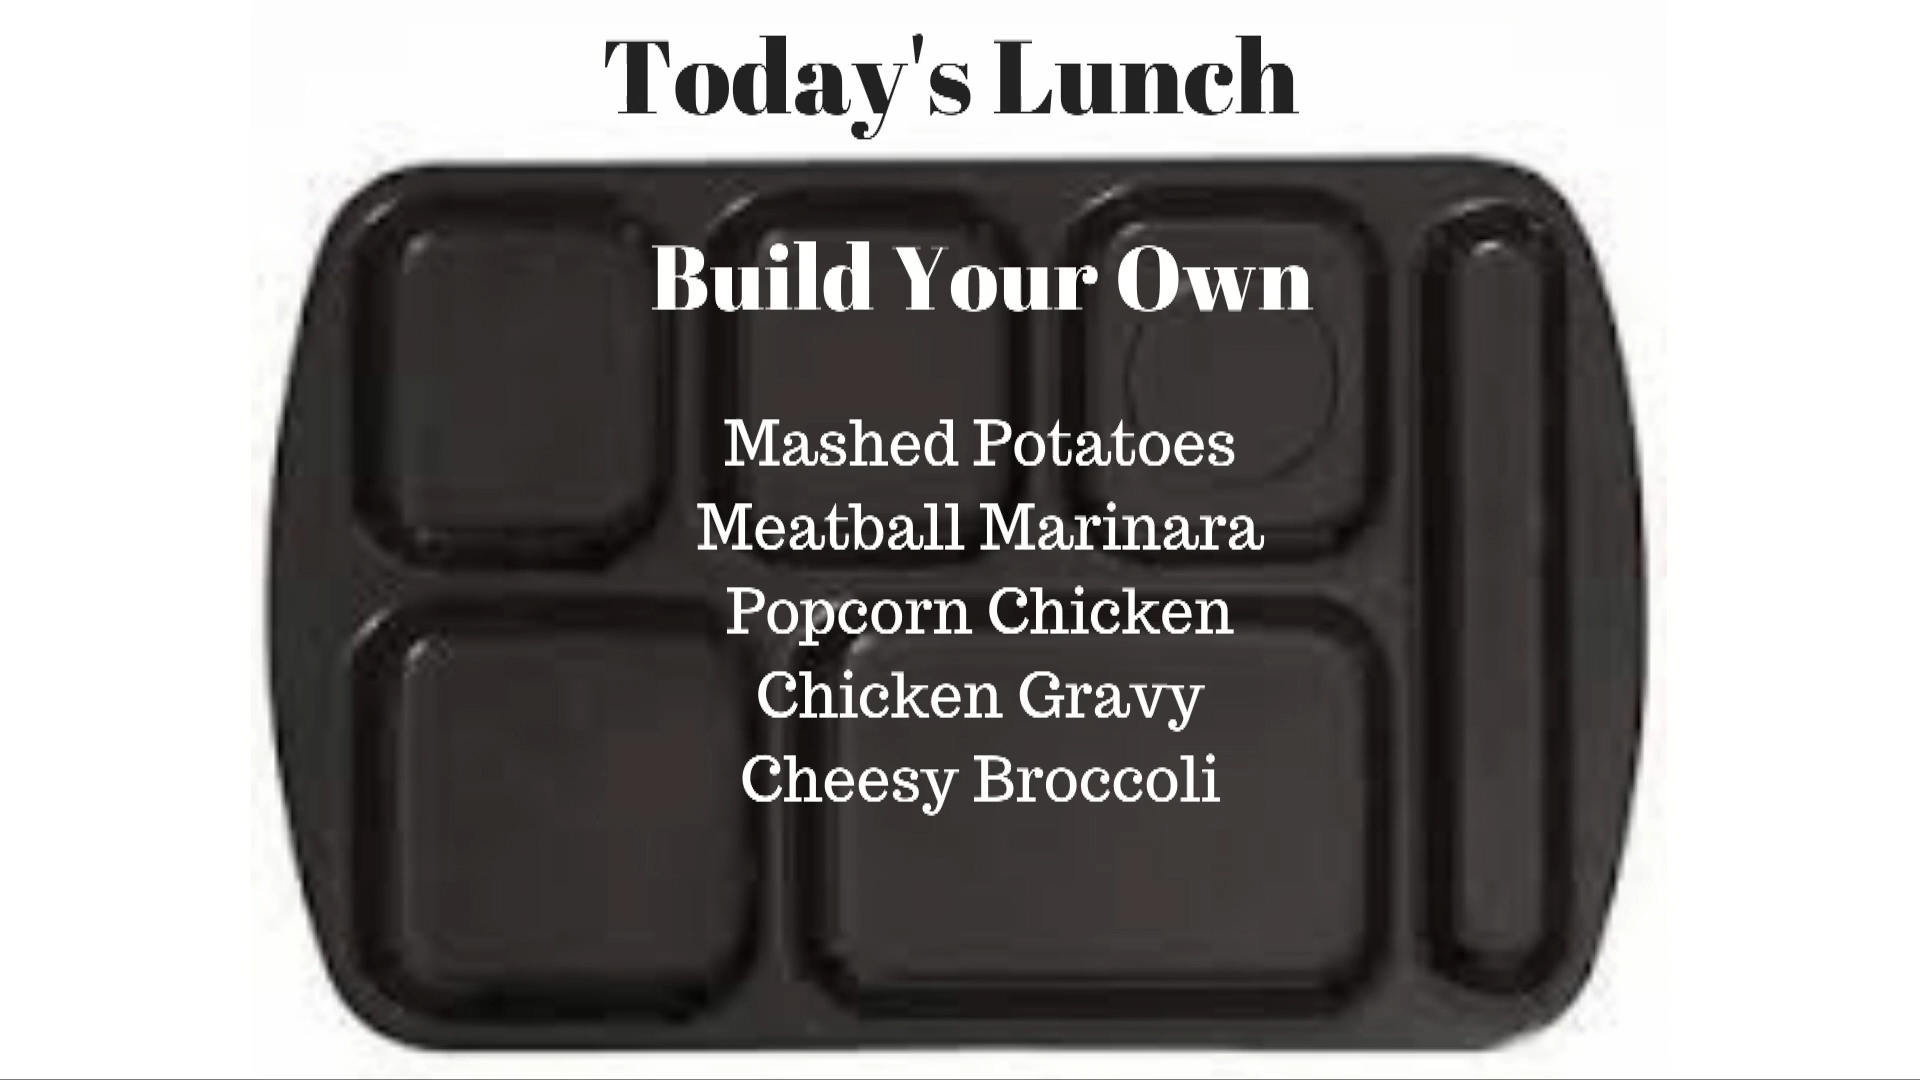 Today's Lunch
Build Your Own
Mashed Potatoes
Meatball Marinara
Popcorn Chicken
Chicken Gravy
Cheesy Broccoli